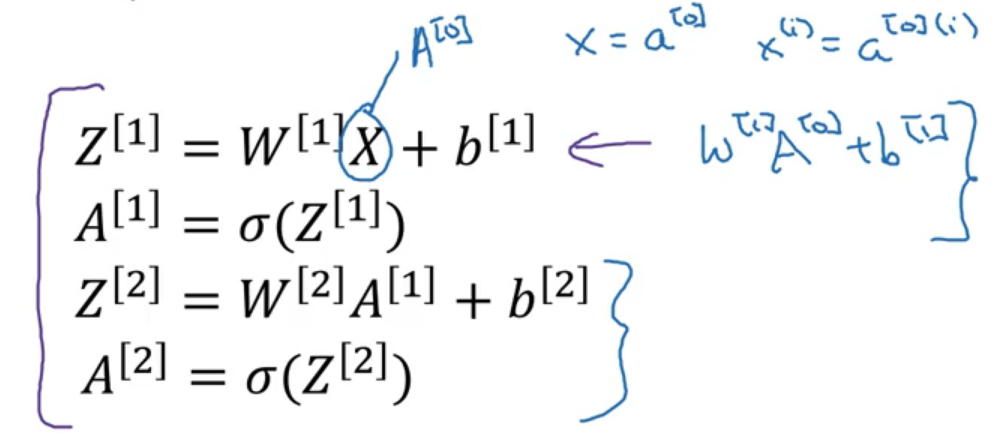 A^[0] x = a^[0] x^(i) = a^[0](i)
Z^[1] = W^[1]X + b^[1] ← W^[1]A^[0] + b^[1]
A^[1] = σ(Z^[1])
Z^[2] = W^[2]A^[1] + b^[2]
A^[2] = σ(Z^[2])